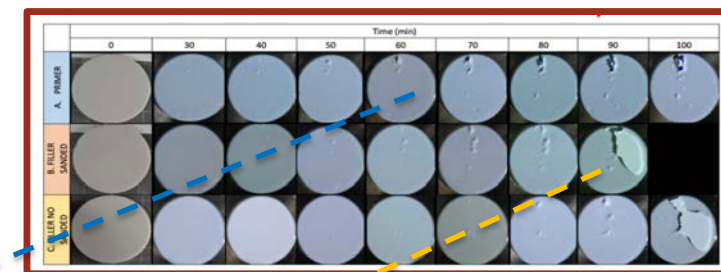 Time (min)
0 30 40 50 60 70 80 90 100
A. PRIMER
B. FILLER
SANDED
C. FILLER NO
SANDED